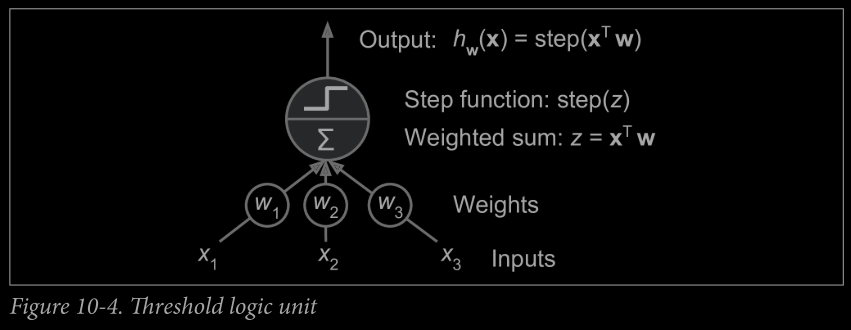 Output: h_w(x) = step(xᵀ w)
Step function: step(z)
Σ
Weighted sum: z = xᵀ w
w₁ w₂ w₃ Weights
x₁ x₂ x₃ Inputs
Figure 10-4. Threshold logic unit